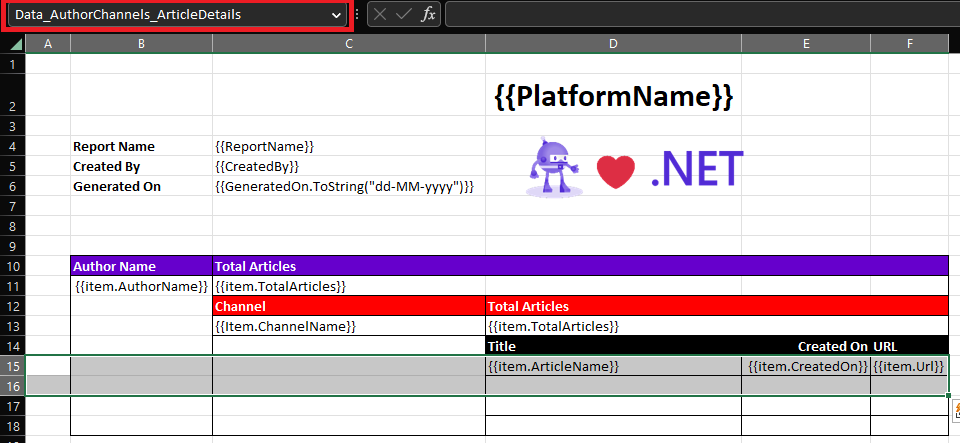 Data_AuthorChannels_ArticleDetails fx
A B C D E F
1
2 {{PlatformName}}
3
4 Report Name {{ReportName}}
5 Created By {{CreatedBy}}
6 Generated On {{GeneratedOn.ToString("dd-MM-yyyy")}}
.NET
7
8
9
10 Author Name Total Articles
11 {{item.AuthorName}} {{item.TotalArticles}}
12 Channel Total Articles
13 {{Item.ChannelName}} {{item.TotalArticles}}
14 Title Created On URL
15 {{item.ArticleName}} {{item.CreatedOn}} {{item.Url}}
16
17
18